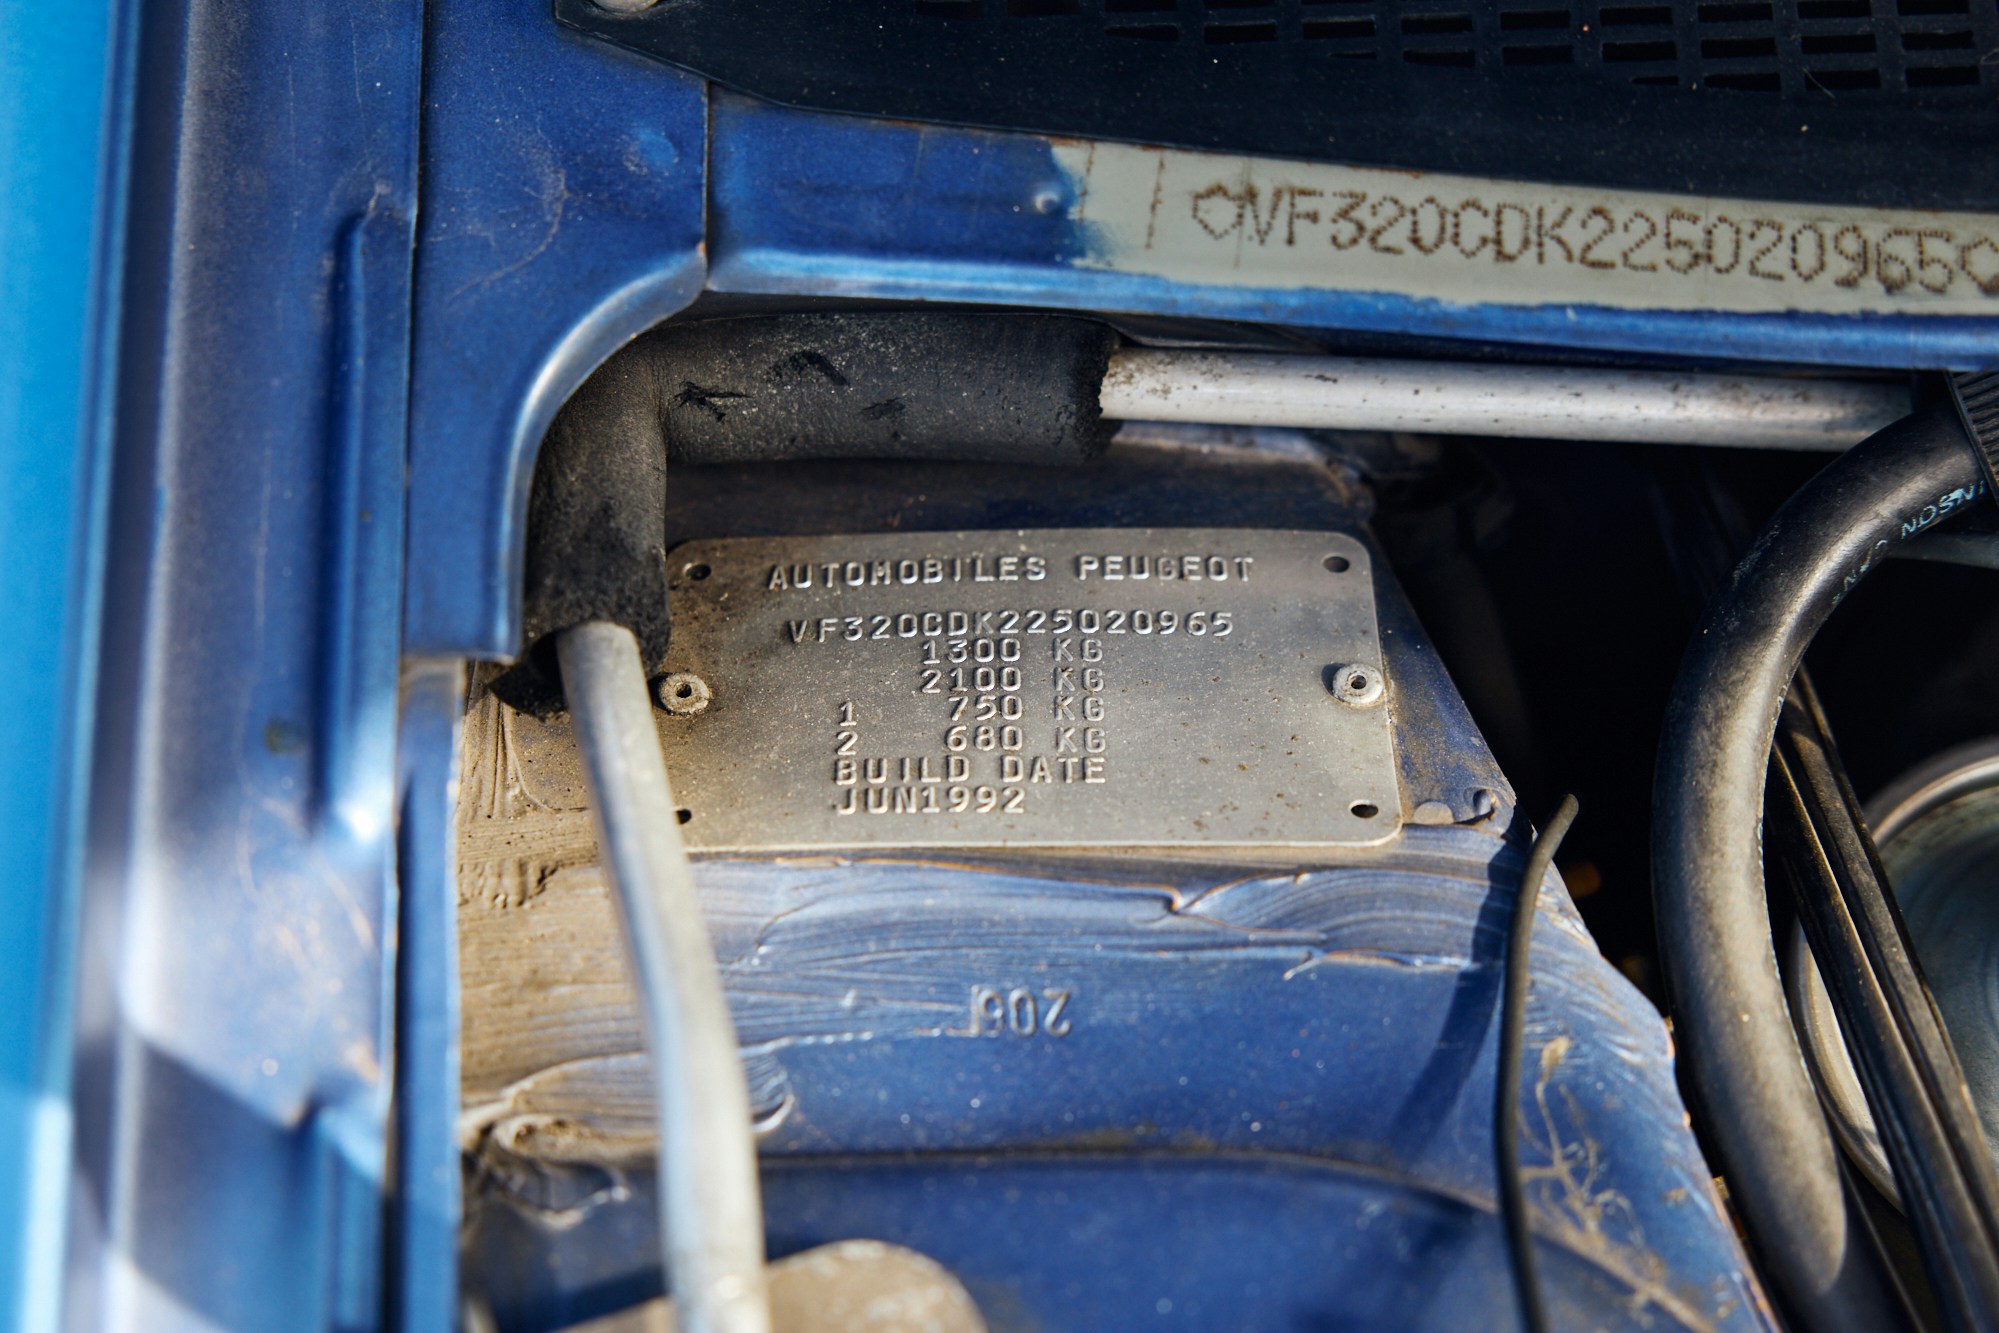 VF320CDK225020965
AUTOMOBILES PEUGEOT
VF320CDK225020965
1300 KG
2100 KG
1 750 KG
2 680 KG
BUILD DATE
JUN1992
206